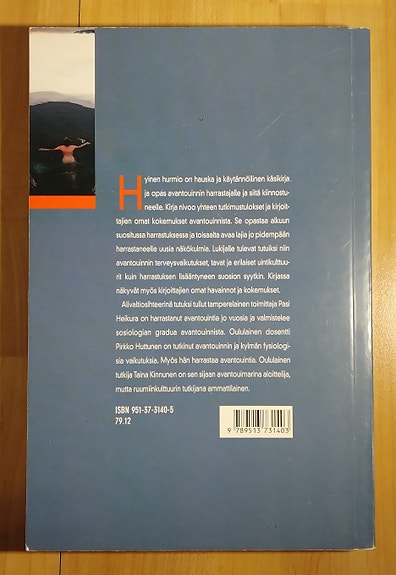 Hyinen hurmio on hauska ja käytännöllinen käsikirja
ja opas avantouinnin harrastajalle ja siitä kiinnostu-
neelle. Kirja nivoo yhteen tutkimustulokset ja kirjoit-
tajien omat kokemukset avantouinnista. Se opastaa alkuun
suositussa harrastuksessa ja toisaalta avaa lajia jo pidempään
harrastaneelle uusia näkökulmia. Lukijalle tulevat tutuiksi niin
avantouinnin terveysvaikutukset, tavat ja erilaiset uintikulttuu-
rit kuin harrastuksen lisääntyneen suosion syytkin. Kirjassa
näkyvät myös kirjoittajien omat havainnot ja kokemukset.
Alivaltiosihteerinä tutuksi tullut tamperelainen toimittaja Pasi
Heikura on harrastanut avantouintia jo vuosia ja valmistelee
sosiologian gradua avantouinnista. Oululainen dosentti
Pirkko Huttunen on tutkinut avantouinnin ja kylmän fysiologi-
sia vaikutuksia. Myös hän harrastaa avantouintia. Oululainen
tutkija Taina Kinnunen on sen sijaan avantouimarina aloittelija,
mutta ruumiinkulttuurin tutkijana ammattilainen.
ISBN 951-37-3140-5
79.12
9 789513 731403